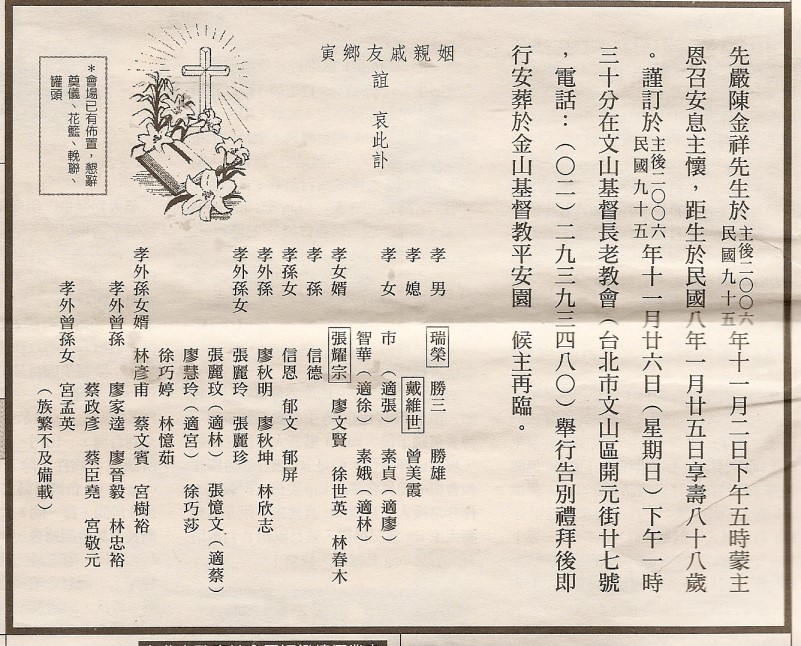 先嚴陳金祥先生於主後二〇〇六民國九十五年十一月二日下午五時蒙主
恩召安息主懷，距生於民國八年一月廿五日享壽八十八歲
。謹訂於主後二〇〇六民國九十五年十一月廿六日（星期日）下午一時
三十分在文山基督長老教會（台北市文山區開元街廿七號
，電話：（〇二）二九三九三四八〇）舉行告別禮拜後即
行安葬於金山基督教平安園　候主再臨。
姻親戚友鄉寅
誼　哀此訃
孝男　瑞榮　勝三　勝雄
孝媳　戴維世　曾美霞
孝女　市（適張）　素貞（適廖）
智華（適徐）　素娥（適林）
孝女婿　張耀宗　廖文賢　徐世英　林春木
孝孫　信德
孝孫女　信恩　郁文　郁屏
孝外孫　廖秋明　廖秋坤　林欣志
孝外孫女　張麗玲　張麗珍
張麗玟（適林）　張憶文（適蔡）
廖慧玲（適宮）　徐巧莎
徐巧婷　林憶茹
孝外孫女婿　林彥甫　蔡文賓　宮樹裕
孝外曾孫　廖家逵　廖晉毅　林忠裕
蔡政彥　蔡臣堯　宮敬元
孝外曾孫女　宮孟英
（族繁不及備載）
＊會場已有佈置，懇辭
奠儀、花籃、輓聯、
罐頭